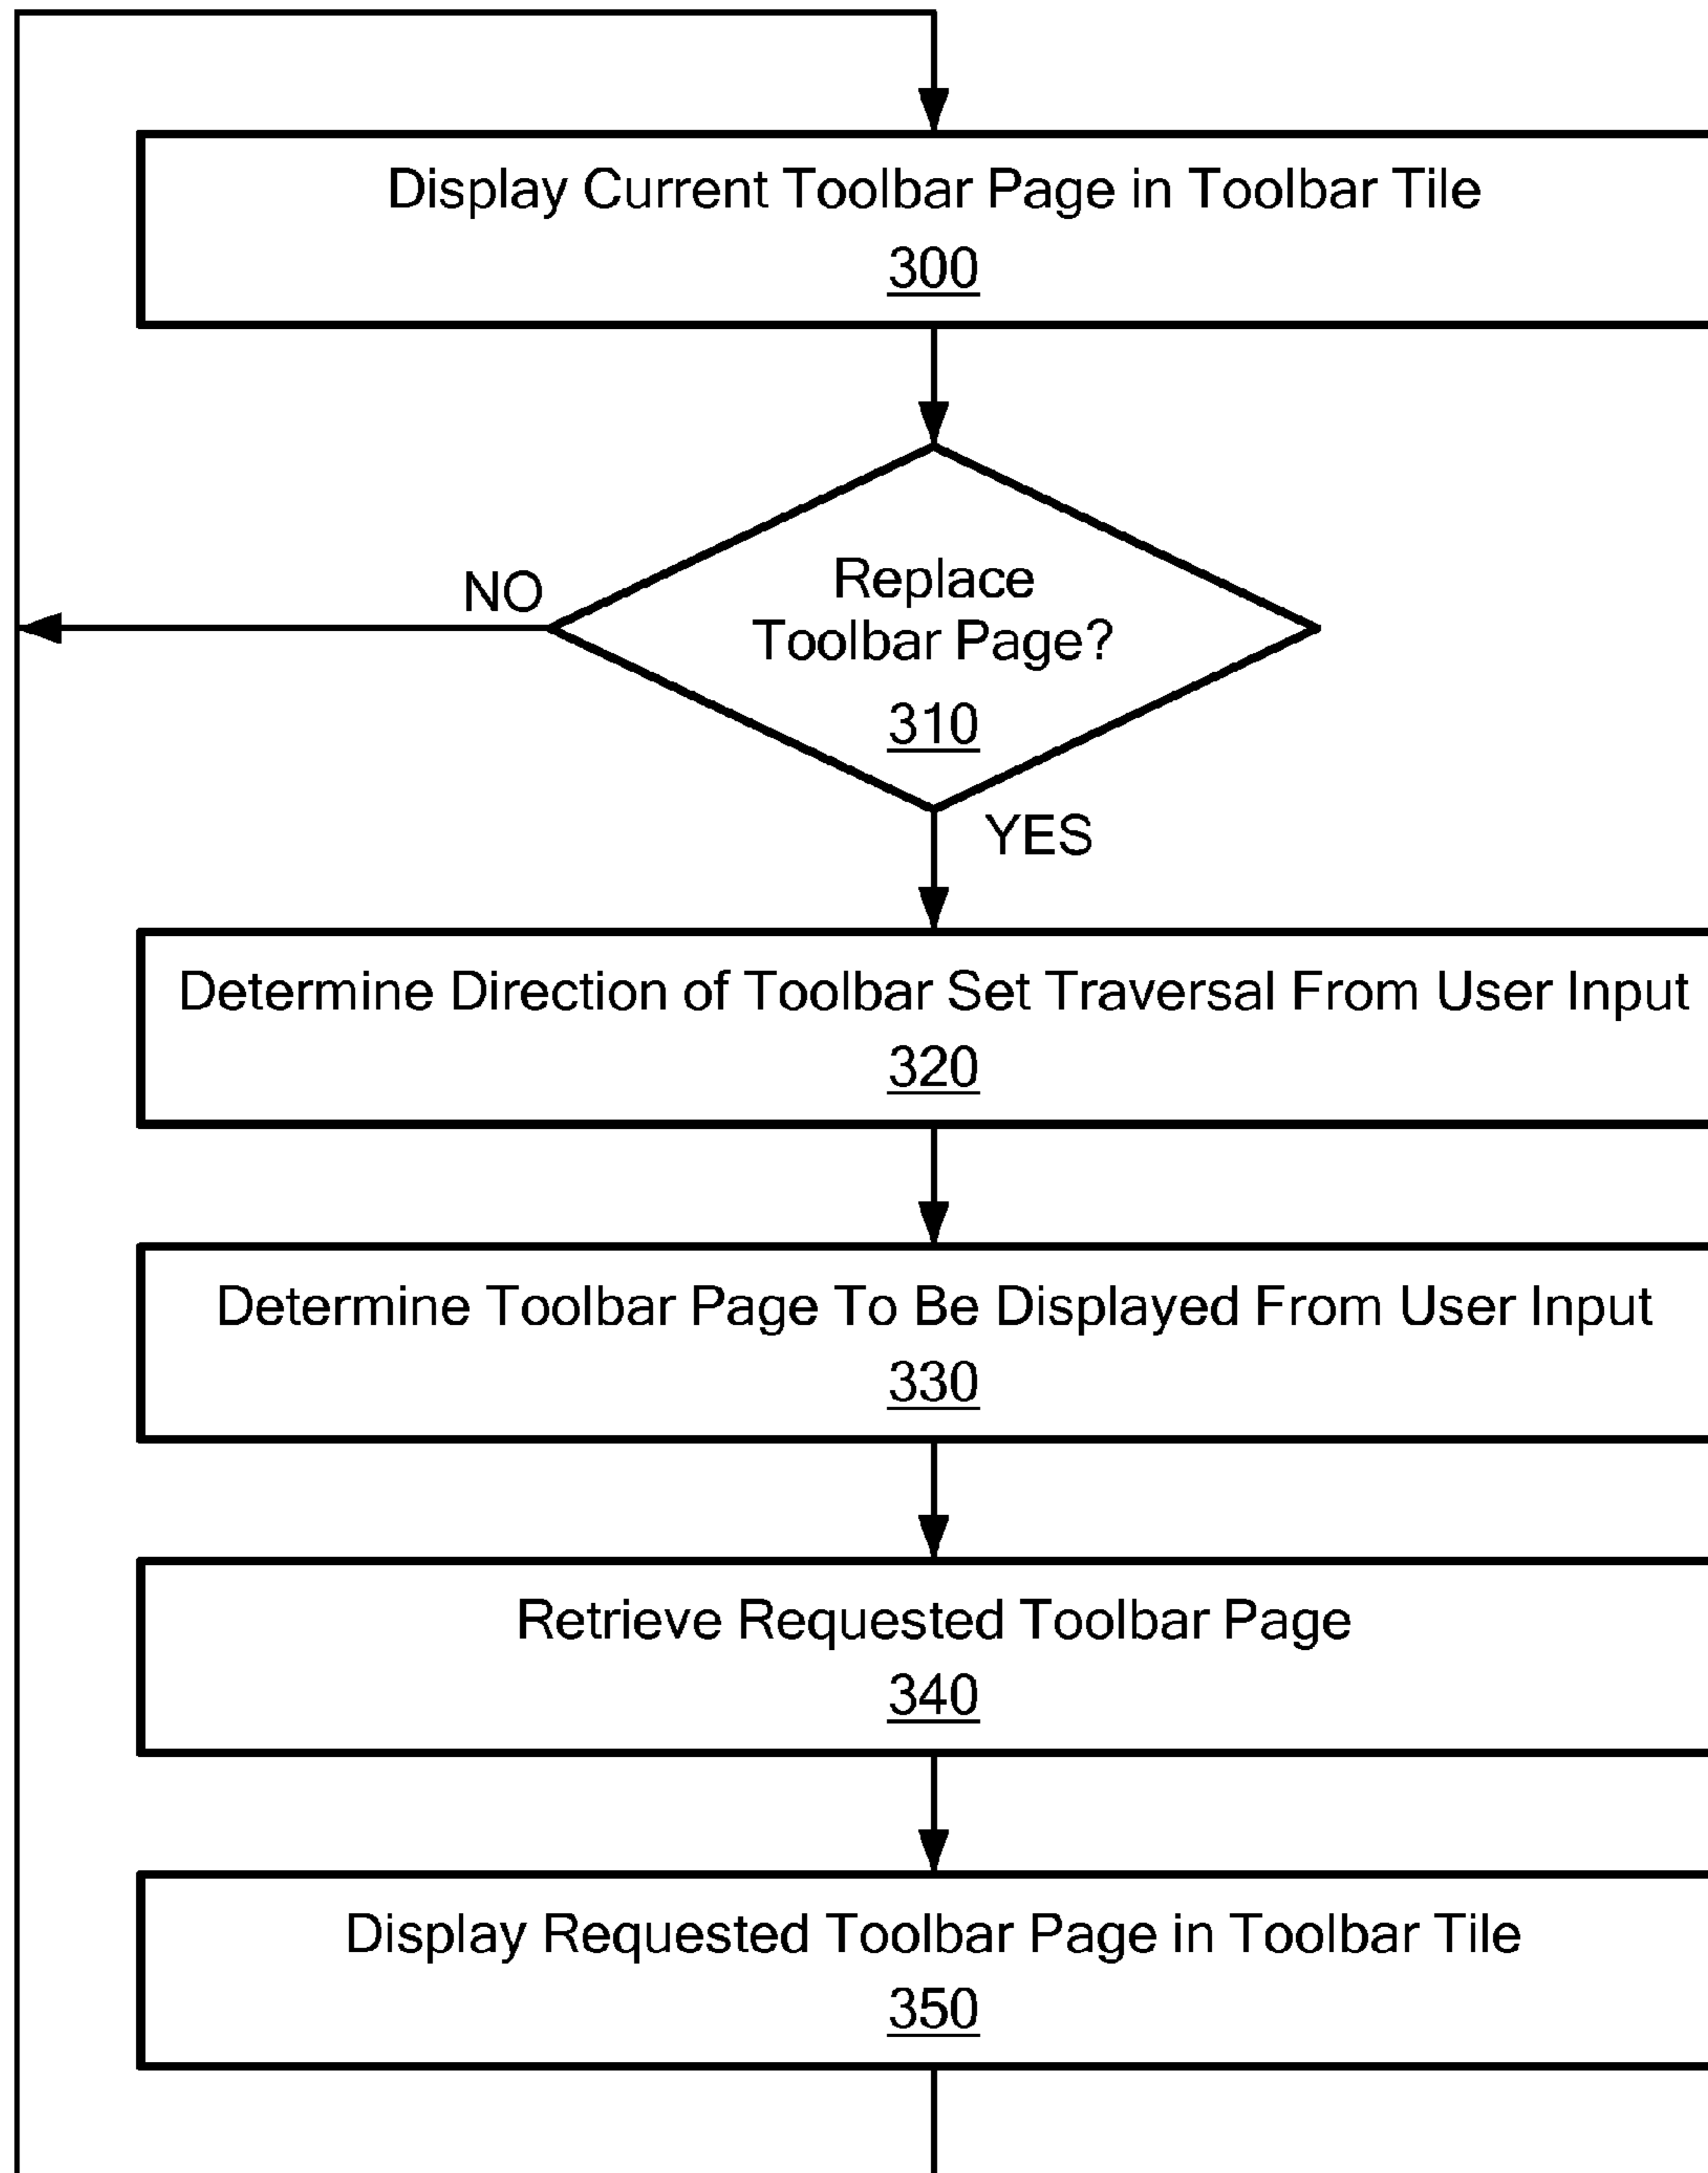 Display Current Toolbar Page in Toolbar Tile
300
Replace
Toolbar Page?
310
NO
YES
Determine Direction of Toolbar Set Traversal From User Input
320
Determine Toolbar Page To Be Displayed From User Input
330
Retrieve Requested Toolbar Page
340
Display Requested Toolbar Page in Toolbar Tile
350